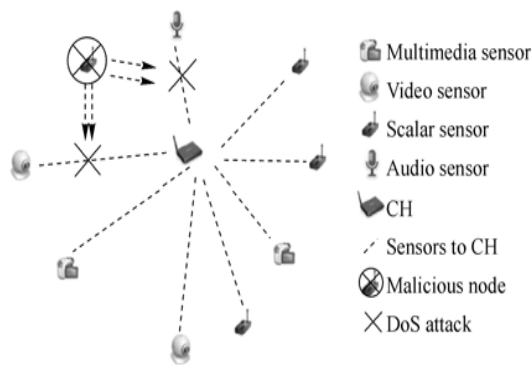 Multimedia sensor
Video sensor
Scalar sensor
Audio sensor
CH
Sensors to CH
Malicious node
DoS attack